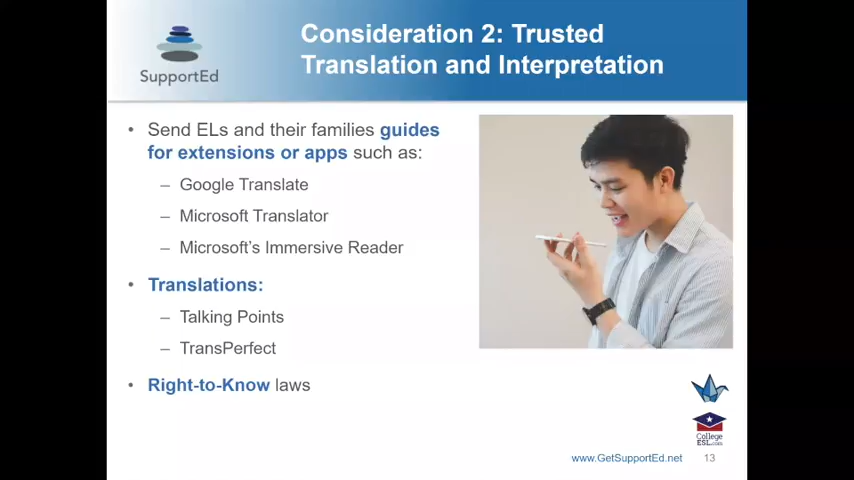 Consideration 2: Trusted
Translation and Interpretation
SupportEd
• Send ELs and their families guides
for extensions or apps such as:
– Google Translate
– Microsoft Translator
– Microsoft's Immersive Reader
• Translations:
– Talking Points
– TransPerfect
• Right-to-Know laws
College
ESL.com
www.GetSupportEd.net 13